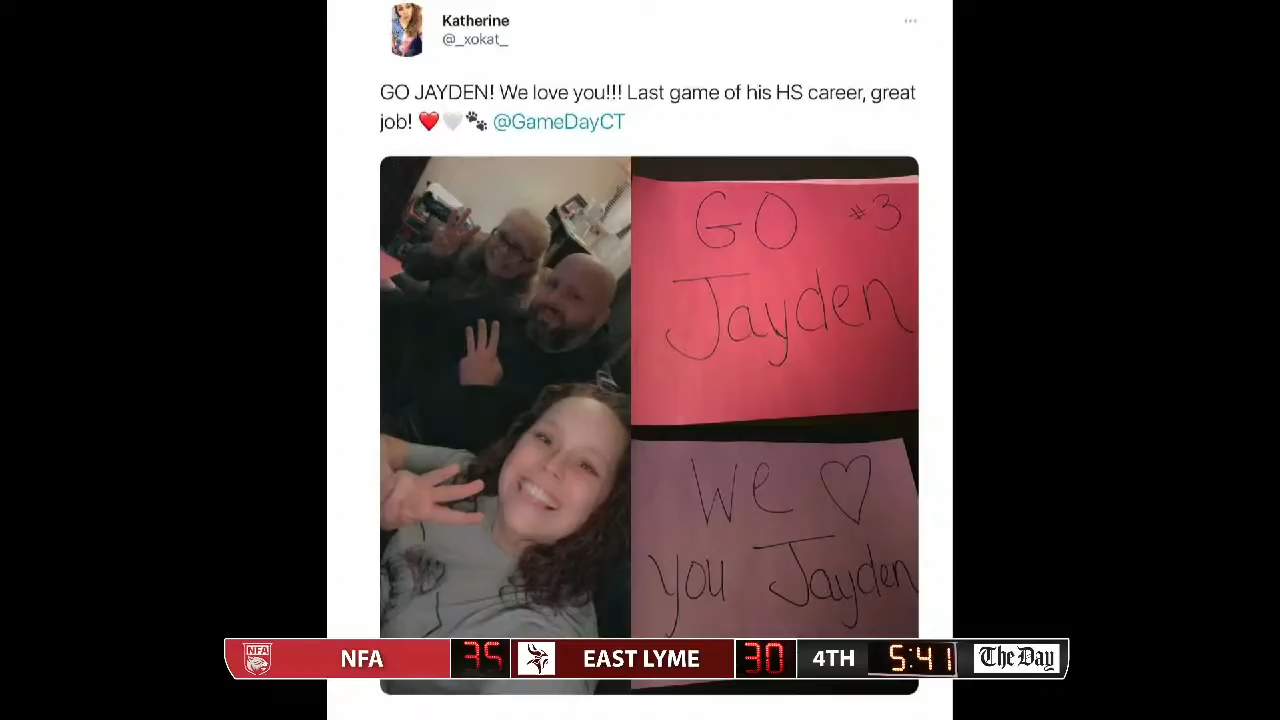 Katherine
@_xokat_
GO JAYDEN! We love you!!! Last game of his HS career, great
job! ❤️🤍🐾 @GameDayCT
GO #3
Jayden
We ♡
you Jayden
NFA NFA 35 EAST LYME 30 4TH 5:41 The Day